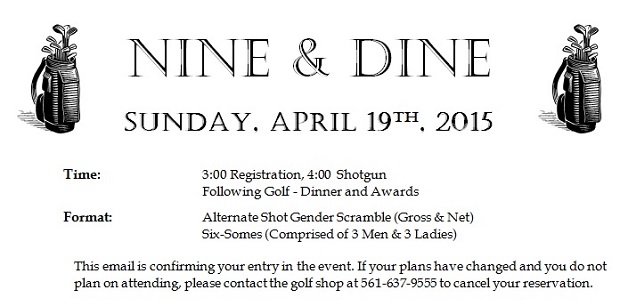 NINE & DINE
SUNDAY, APRIL 19TH, 2015
Time: 3:00 Registration, 4:00 Shotgun
Following Golf - Dinner and Awards
Format: Alternate Shot Gender Scramble (Gross & Net)
Six-Somes (Comprised of 3 Men & 3 Ladies)
This email is confirming your entry in the event. If your plans have changed and you do not
plan on attending, please contact the golf shop at 561-637-9555 to cancel your reservation.